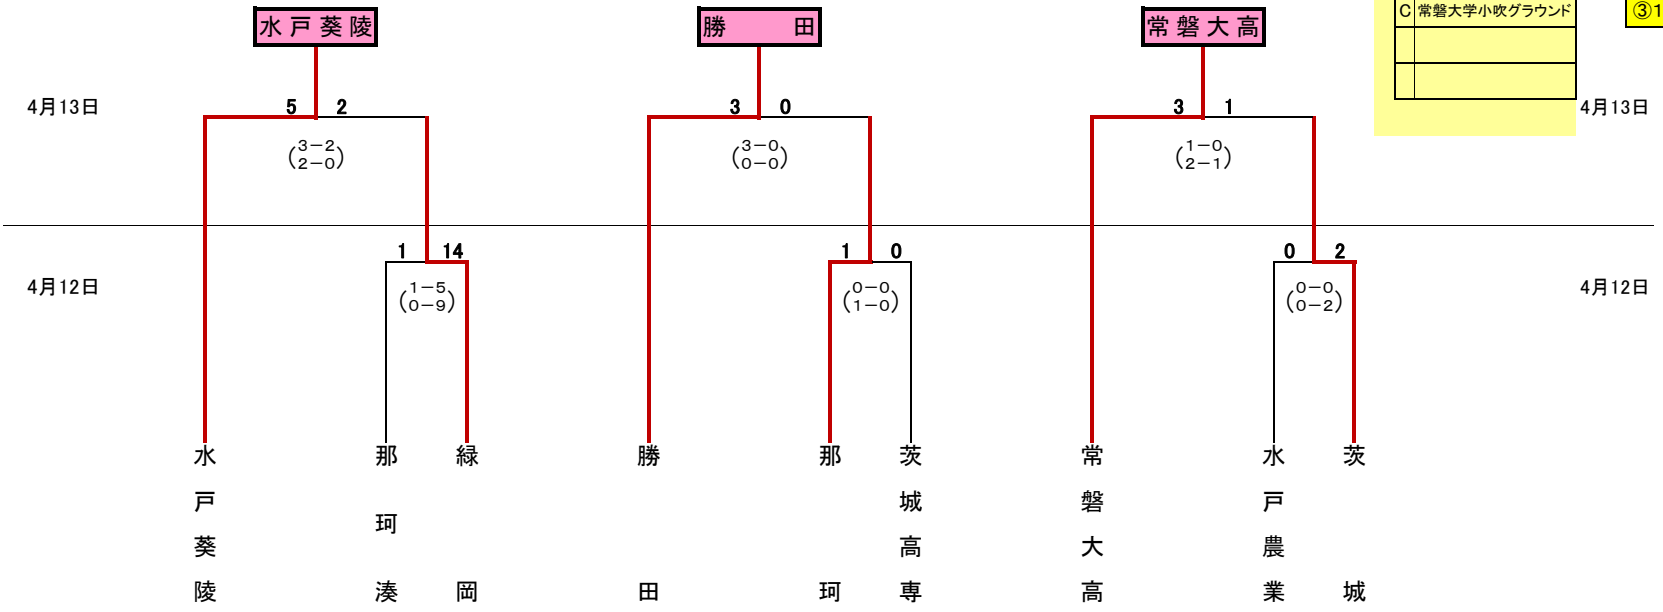 C 常磐大学小吹グラウンド
③1
水戸葵陵
勝田
常磐大高
4月13日
5 2
3 0
3 1
4月13日
(3-2
2-0)
(3-0
0-0)
(1-0
2-1)
1 14
1 0
0 2
4月12日
(1-5
0-9)
(0-0
1-0)
(0-0
0-2)
4月12日
水戸葵陵
那珂湊
緑岡
勝田
那珂
茨城高専
常磐大高
水戸農業
茨城